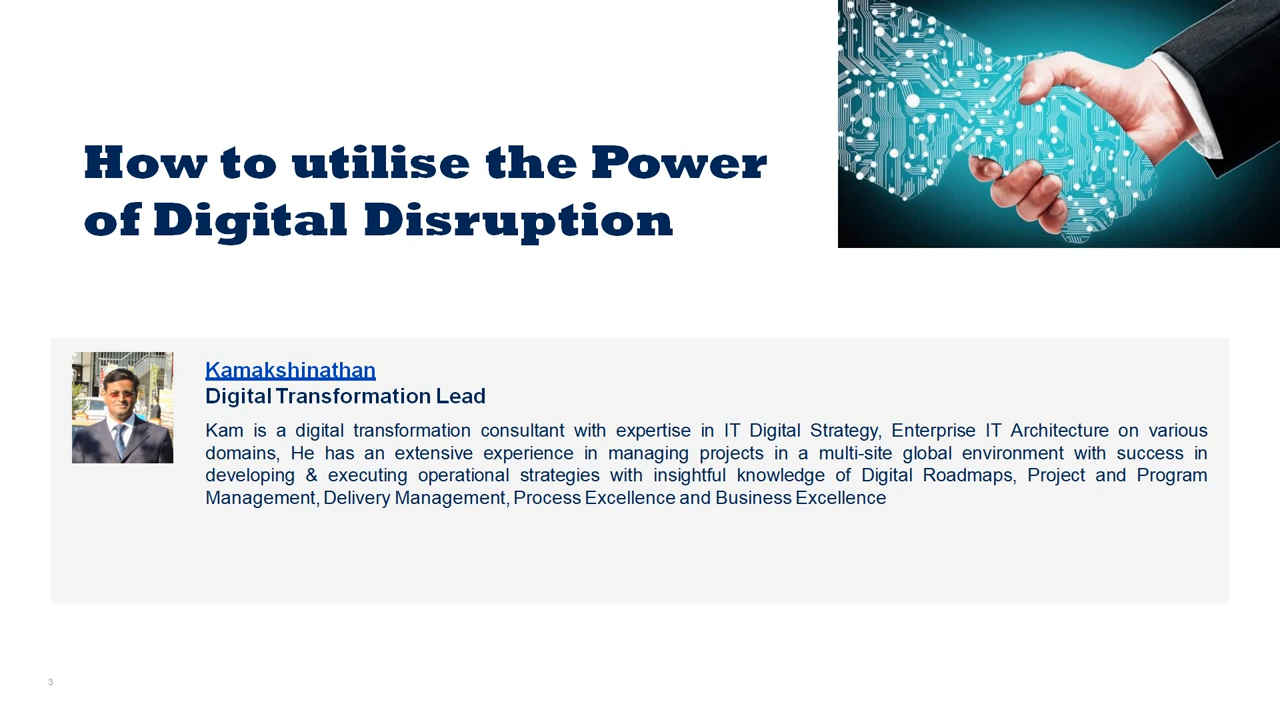 How to utilise the Power
of Digital Disruption
Kamakshinathan
Digital Transformation Lead
Kam is a digital transformation consultant with expertise in IT Digital Strategy, Enterprise IT Architecture on various
domains, He has an extensive experience in managing projects in a multi-site global environment with success in
developing & executing operational strategies with insightful knowledge of Digital Roadmaps, Project and Program
Management, Delivery Management, Process Excellence and Business Excellence
3